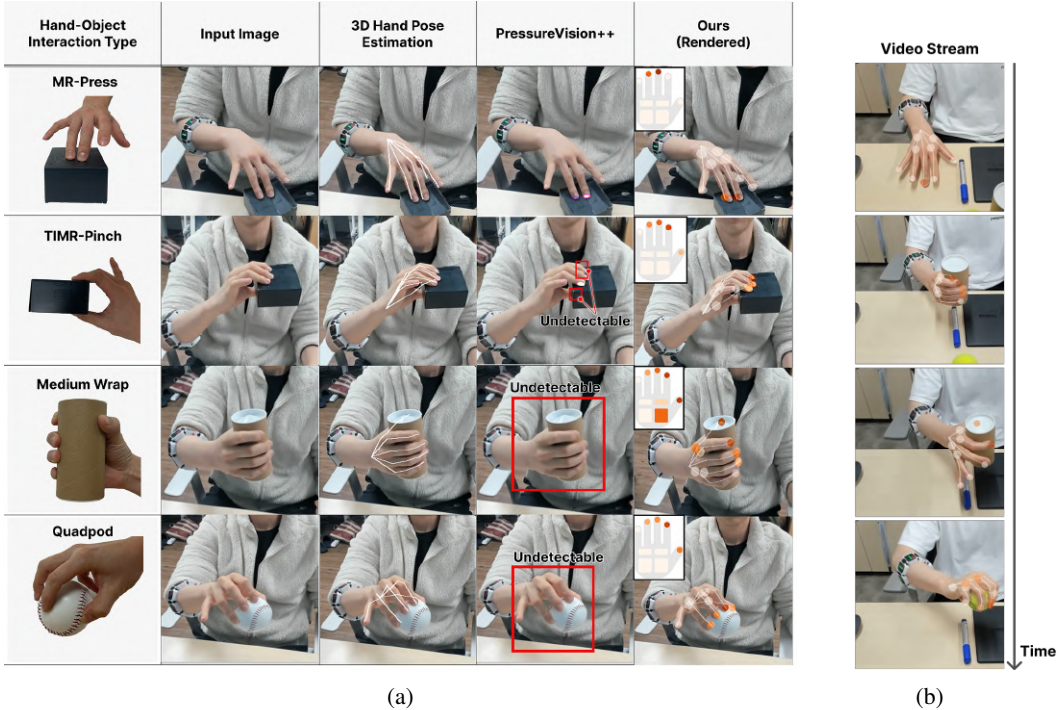 Hand-Object
Interaction Type
Input Image
3D Hand Pose
Estimation
PressureVision++
Ours
(Rendered)
MR-Press
TIMR-Pinch
Undetectable
Medium Wrap
Undetectable
Quadpod
Undetectable
(a)
Video Stream
Time
(b)